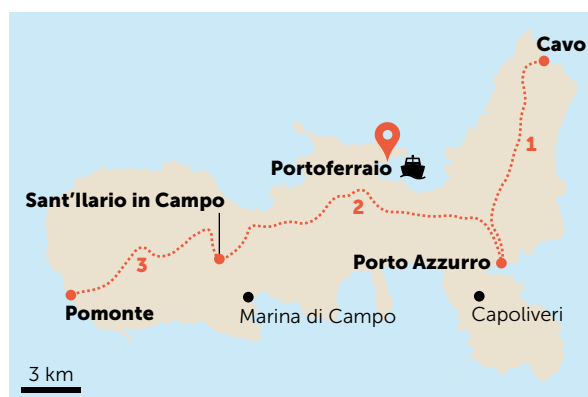 Cavo
1
Portoferraio
Sant’Ilario in Campo
2
3
Porto Azzurro
Pomonte
Marina di Campo
Capoliveri
3 km